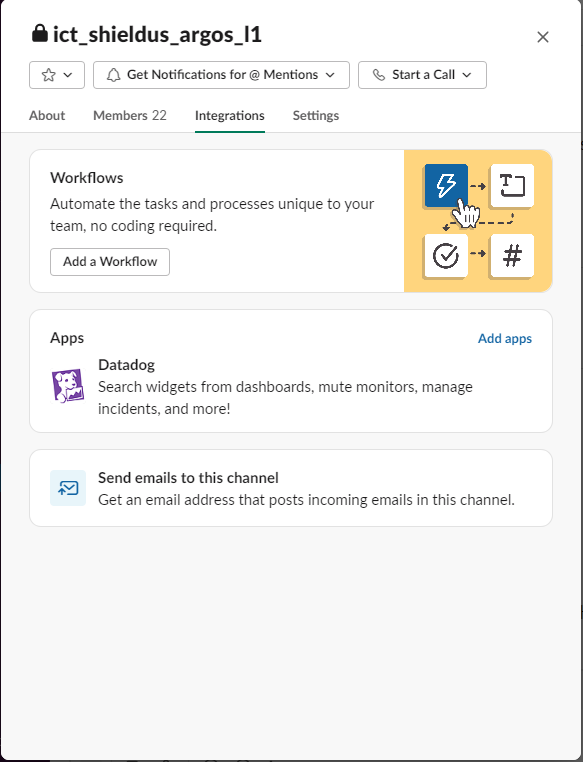 ict_shieldus_argos_l1
Get Notifications for @ Mentions
Start a Call
About Members 22 Integrations Settings
Workflows
Automate the tasks and processes unique to your
team, no coding required.
Add a Workflow
T
#
Apps Add apps
Datadog
Search widgets from dashboards, mute monitors, manage
incidents, and more!
Send emails to this channel
Get an email address that posts incoming emails in this channel.